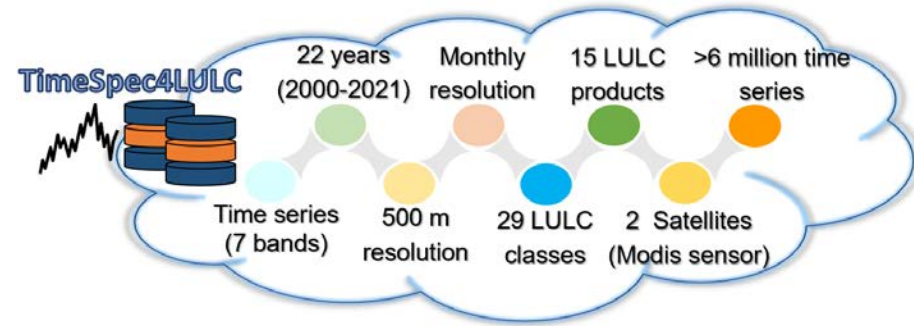 TimeSpec4LULC
22 years
(2000-2021)
Monthly
resolution
15 LULC
products
>6 million time
series
Time series
(7 bands)
500 m
resolution
29 LULC
classes
2 Satellites
(Modis sensor)